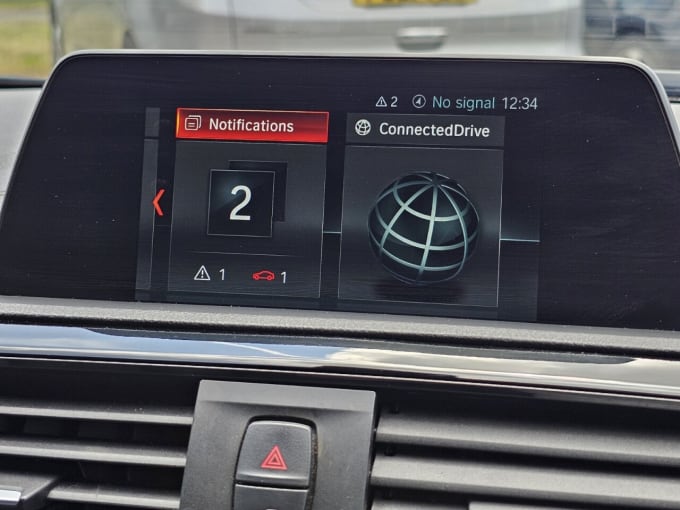 2 No signal 12:34
Notifications
ConnectedDrive
2
1 1